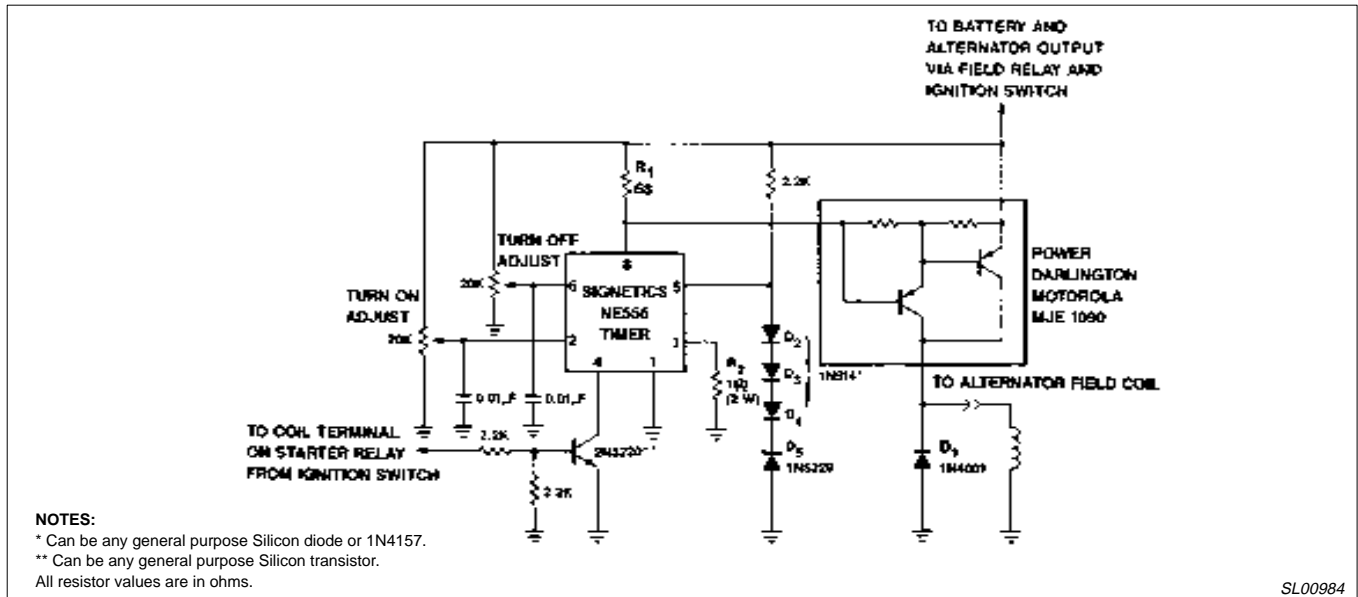 TO BATTERY AND
ALTERNATOR OUTPUT
VIA FIELD RELAY AND
IGNITION SWITCH
R1
2.2K
TURN OFF
ADJUST
8
20K
6
5
SIGNETICS
NE555
TIMER
POWER
DARLINGTON
MOTOROLA
MJE 1090
TURN ON
ADJUST
20K
2
3
4
1
R2
(2 W)
D2
D3
D4
TO ALTERNATOR FIELD COIL
0.01µF
0.01µF
TO COIL TERMINAL
ON STARTER RELAY
FROM IGNITION SWITCH
2.2K
2.2K
D5
D1
NOTES:
* Can be any general purpose Silicon diode or 1N4157.
** Can be any general purpose Silicon transistor.
All resistor values are in ohms.
SL00984